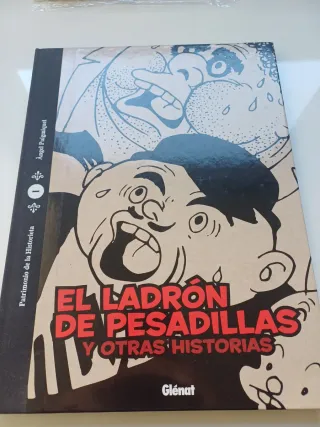 EL LADRÓN
DE PESADILLAS
Y OTRAS HISTORIAS
Glénat
Patrimonio de la Historieta
1
Ángel Puigmiquel